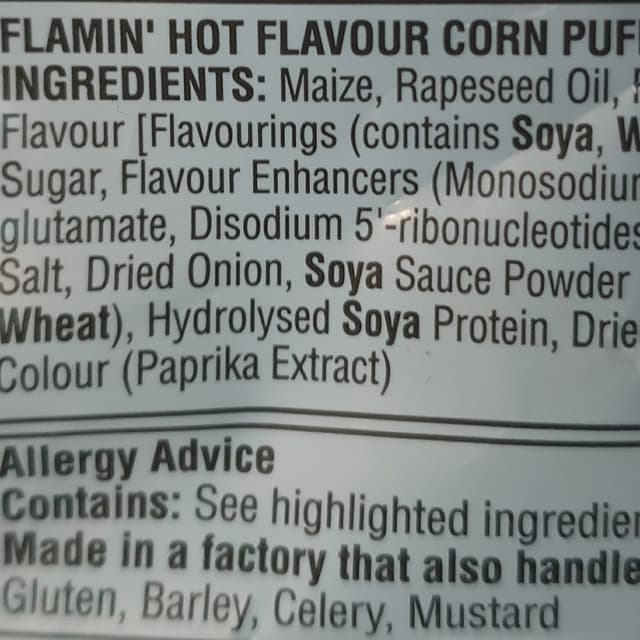 FLAMIN' HOT FLAVOUR CORN PUF
INGREDIENTS: Maize, Rapeseed Oil,
Flavour [Flavourings (contains Soya, W
Sugar, Flavour Enhancers (Monosodiu
glutamate, Disodium 5'-ribonucleotides
Salt, Dried Onion, Soya Sauce Powder
Wheat), Hydrolysed Soya Protein, Drie
Colour (Paprika Extract)
Allergy Advice
Contains: See highlighted ingredie
Made in a factory that also handle
Gluten, Barley, Celery, Mustard